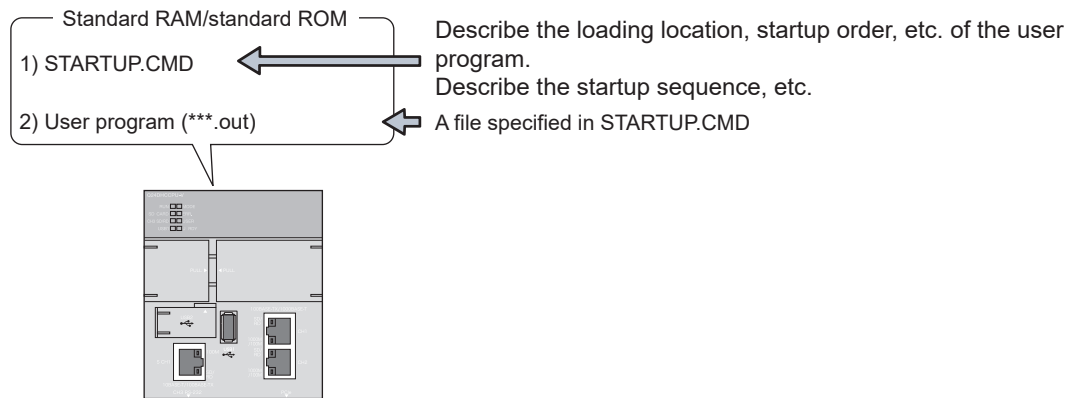 Standard RAM/standard ROM
1) STARTUP.CMD
Describe the loading location, startup order, etc. of the user
program.
Describe the startup sequence, etc.
2) User program (***.out)
A file specified in STARTUP.CMD